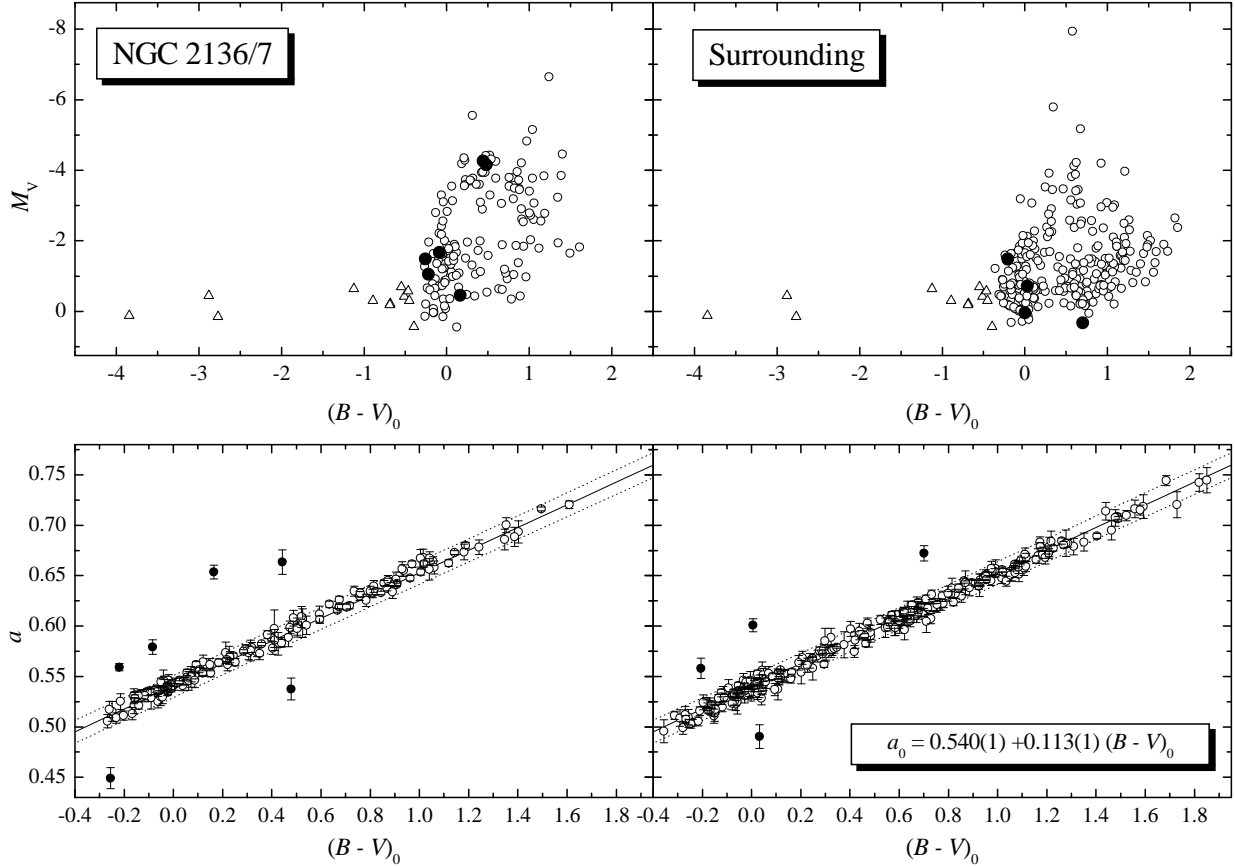 NGC 2136/7
Surrounding
-8
-6
-4
-2
0
M_V
-4 -3 -2 -1 0 1 2
-4 -3 -2 -1 0 1 2
(B - V)_0
(B - V)_0
0.75
0.70
0.65
0.60
0.55
0.50
0.45
a
a_0 = 0.540(1) +0.113(1) (B - V)_0
-0.4 -0.2 0.0 0.2 0.4 0.6 0.8 1.0 1.2 1.4 1.6 1.8
-0.4 -0.2 0.0 0.2 0.4 0.6 0.8 1.0 1.2 1.4 1.6 1.8
(B - V)_0
(B - V)_0